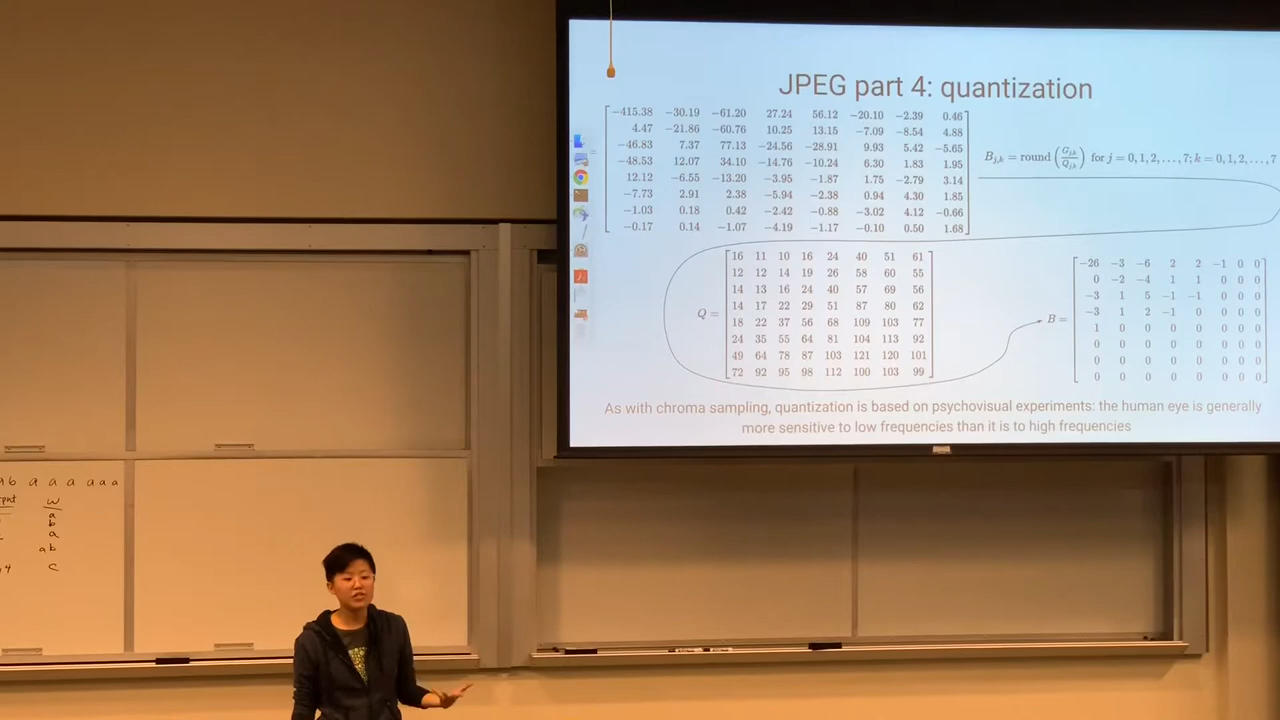 JPEG part 4: quantization
= −415.38 −30.19 −61.20 27.24 56.12 −20.10 −2.39 0.46
4.47 −21.86 −60.76 10.25 13.15 −7.09 −8.54 4.88
−46.83 7.37 77.13 −24.56 −28.91 9.93 5.42 −5.65
−48.53 12.07 34.10 −14.76 −10.24 6.30 1.83 1.95
12.12 −6.55 −13.20 −3.95 −1.87 1.75 −2.79 3.14
−7.73 2.91 2.38 −5.94 −2.38 0.94 4.30 1.85
−1.03 0.18 0.42 −2.42 −0.88 −3.02 4.12 −0.66
−0.17 0.14 −1.07 −4.19 −1.17 −0.10 0.50 1.68
B_{j,k} = round (G_{j,k}/Q_{j,k}) for j = 0, 1, 2, …, 7; k = 0, 1, 2, …, 7
Q =
16 11 10 16 24 40 51 61
12 12 14 19 26 58 60 55
14 13 16 24 40 57 69 56
14 17 22 29 51 87 80 62
18 22 37 56 68 109 103 77
24 35 55 64 81 104 113 92
49 64 78 87 103 121 120 101
72 92 95 98 112 100 103 99
B =
−26 −3 −6 2 2 −1 0 0
0 −2 −4 1 1 0 0 0
−3 1 5 −1 −1 0 0 0
−3 1 2 −1 0 0 0 0
1 0 0 0 0 0 0 0
0 0 0 0 0 0 0 0
0 0 0 0 0 0 0 0
0 0 0 0 0 0 0 0
As with chroma sampling, quantization is based on psychovisual experiments: the human eye is generally
more sensitive to low frequencies than it is to high frequencies
ab a a a aaa
w
a
b
a
ab
4 c